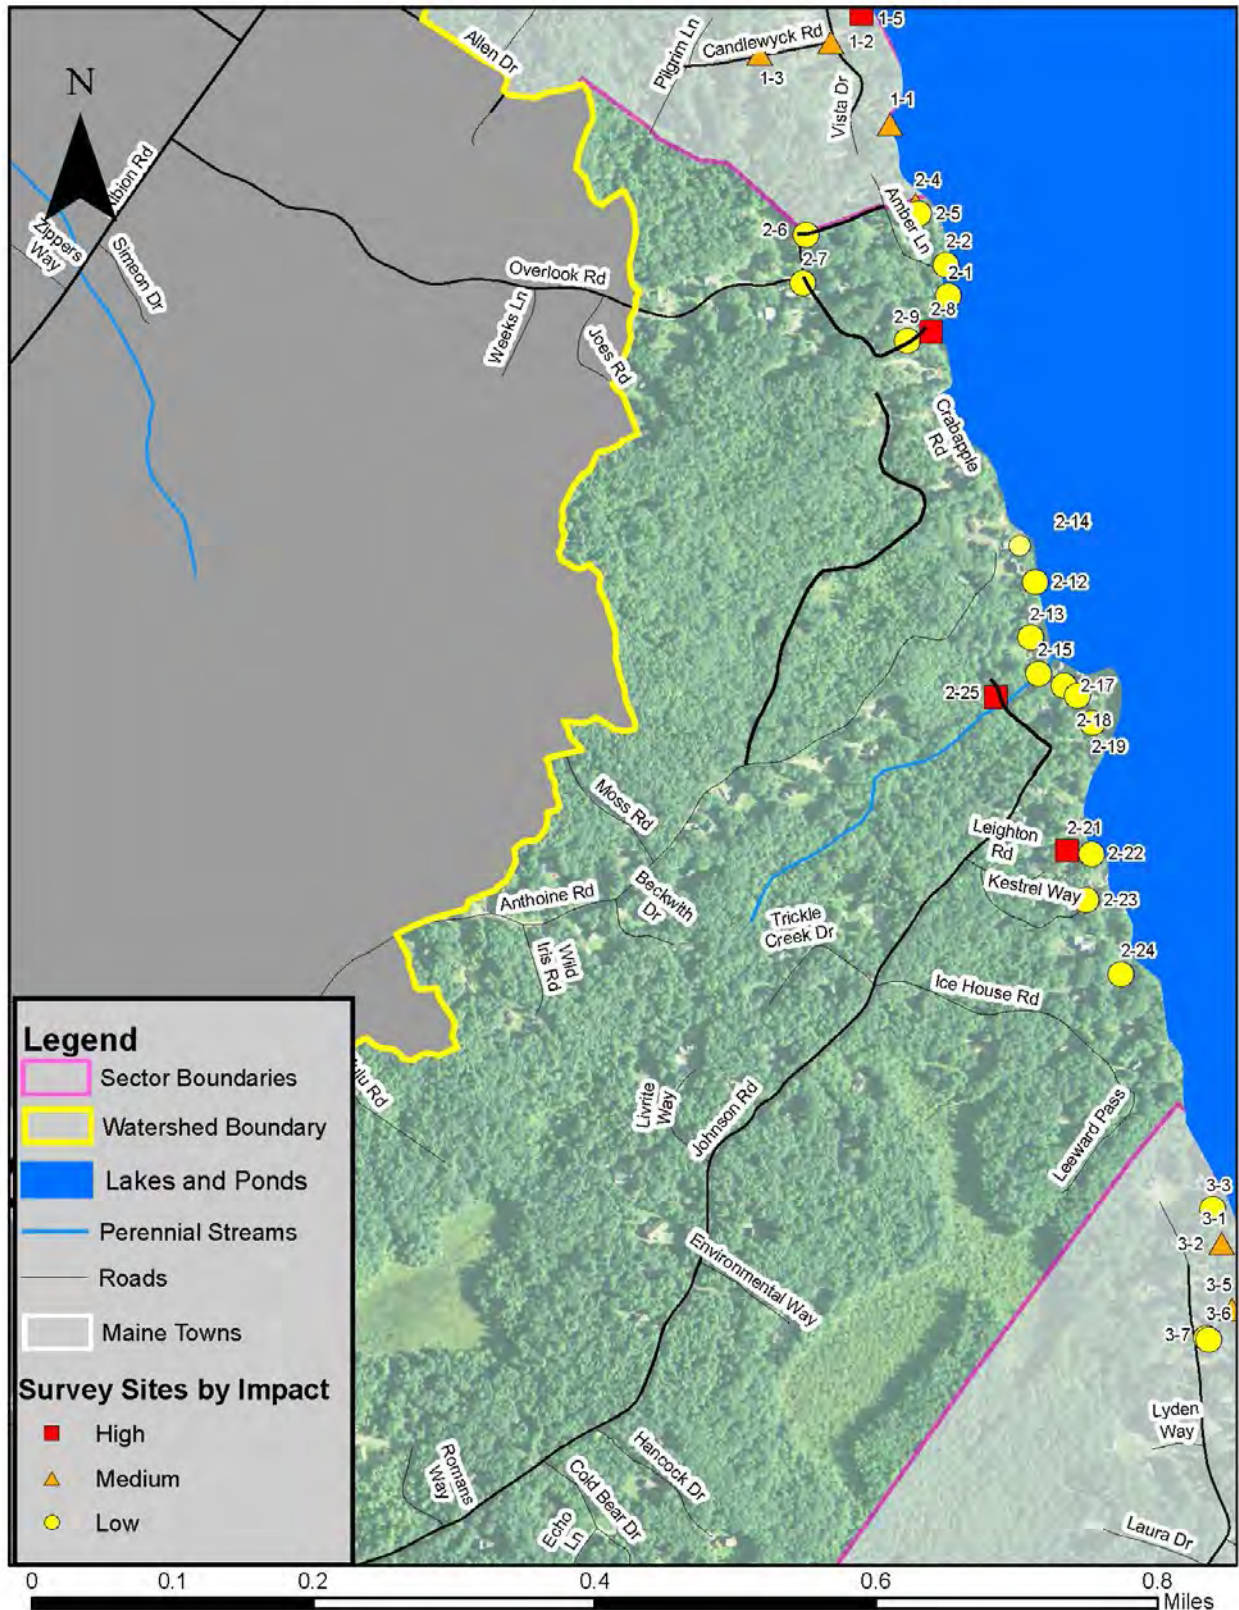 1-5
Candlewyck Rd
1-2
Pilgrim Ln
Allen Dr
1-3
N
1-1
Vista Dr
2-4
Amber Ln
2-5
2-6
2-2
2-7
2-1
Zippers
Way
Simeon Dr
Overlook Rd
2-8
2-9
Weeks Ln
Joes Rd
Crabapple
Rd
2-14
2-12
2-13
2-15
2-25
2-17
2-18
2-19
Moss Rd
Leighton
Rd
2-21
2-22
Kestrel Way
2-23
Anthoine Rd
Beckwith
Dr
Trickle
Creek Dr
Wild
Iris Rd
2-24
Ice House Rd
Legend
Sector Boundaries
Watershed Boundary
Lakes and Ponds
Perennial Streams
Roads
Maine Towns
Survey Sites by Impact
High
Medium
Low
Livrite
Way
Johnson Rd
Leeward Pass
3-3
3-1
3-2
Environmental Way
3-5
3-6
3-7
Lyden
Way
Romans
Way
Hancock Dr
Cold Bear Dr
Echo
Ln
Laura Dr
0 0.1 0.2 0.4 0.6 0.8
Miles